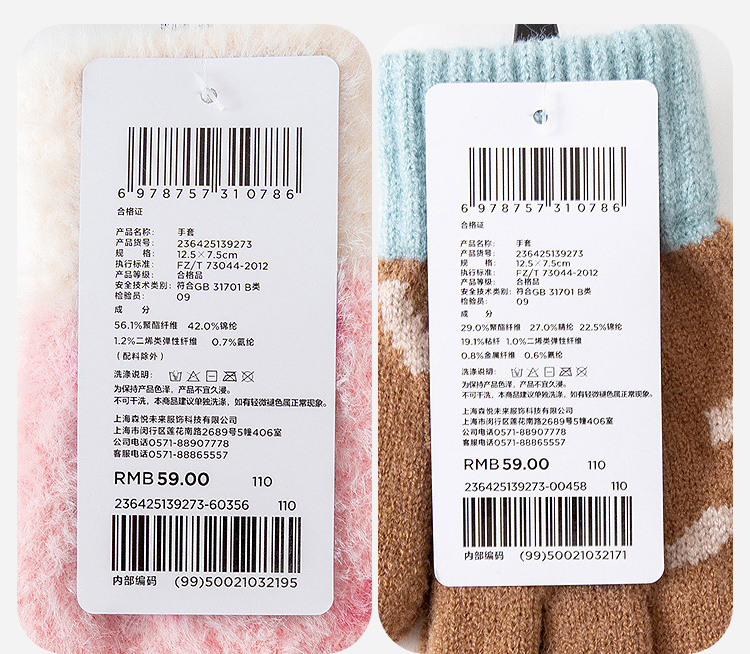 6 978757 310786
合格证
产品名称： 手套
产品货号： 236425139273
规 格： 12.5×7.5cm
执行标准： FZ/T 73044-2012
产品等级： 合格品
安全技术类别：符合GB 31701 B类
检验员： 09
成 分
56.1%聚酯纤维 42.0%锦纶
1.2%二烯类弹性纤维 0.7%氨纶
（配料除外）
洗涤说明：
为保持产品色泽，产品不宜久浸。
不可干洗，本商品建议单独洗涤，如有轻微褪色属正常现象。
上海森悦未来服饰科技有限公司
上海市闵行区莲花南路2689号5幢406室
公司电话0571-88907778
客服电话0571-88865557
RMB 59.00 110
236425139273-60356 110
内部编码 (99)50021032195
6 978757 310786
合格证
产品名称： 手套
产品货号： 236425139273
规 格： 12.5×7.5cm
执行标准： FZ/T 73044-2012
产品等级： 合格品
安全技术类别：符合GB 31701 B类
检验员： 09
成 分
29.0%聚酯纤维 27.0%腈纶 22.5%锦纶
19.1%粘纤 1.0%二烯类弹性纤维
0.8%金属纤维 0.6%氨纶
洗涤说明：
为保持产品色泽，产品不宜久浸。
不可干洗，本商品建议单独洗涤，如有轻微褪色属正常现象。
上海森悦未来服饰科技有限公司
上海市闵行区莲花南路2689号5幢406室
公司电话0571-88907778
客服电话0571-88865557
RMB 59.00 110
236425139273-00458 110
内部编码 (99)50021032171